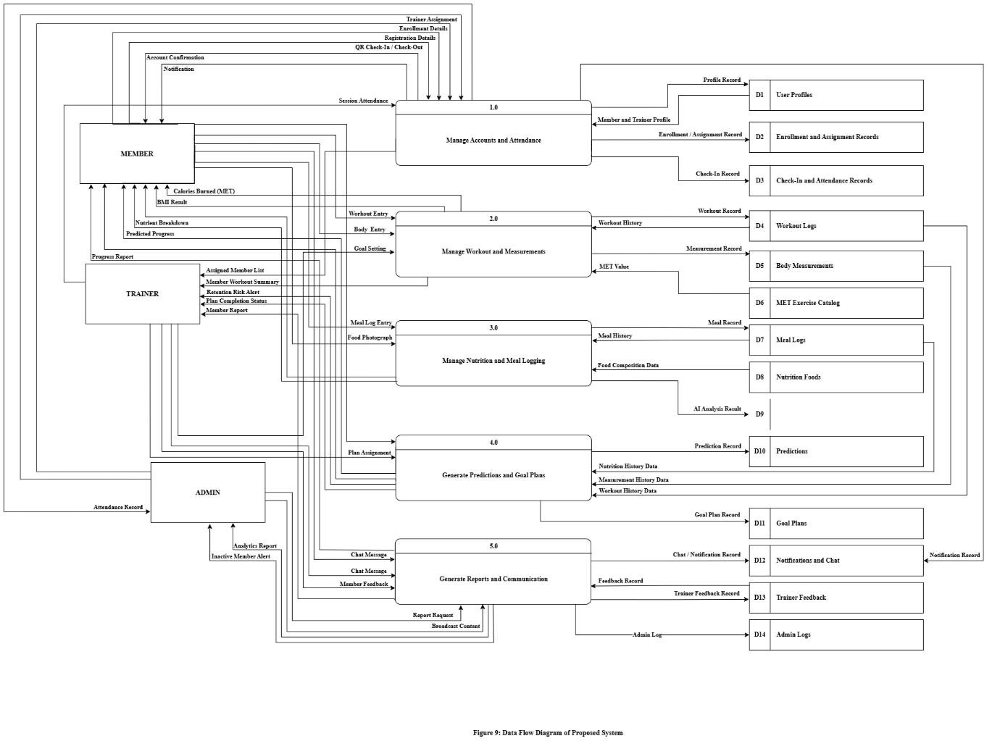 Trainer Assignment
Enrollment Details
Registration Details
QR Check-In / Check-Out
Account Confirmation
Notification
Session Attendance
1.0
Manage Accounts and Attendance
Profile Record
D1
User Profiles
Member and Trainer Profile
Enrollment / Assignment Record
D2
Enrollment and Assignment Records
Check-In Record
D3
Check-In and Attendance Records
MEMBER
Calories Burned (MET)
BMI Result
Nutrient Breakdown
Predicted Progress
Progress Report
Workout Entry
Body Entry
Goal Setting
2.0
Manage Workout and Measurements
Workout Record
Workout History
D4
Workout Logs
Measurement Record
D5
Body Measurements
MET Value
D6
MET Exercise Catalog
TRAINER
Assigned Member List
Member Workout Summary
Retention Risk Alert
Plan Completion Status
Member Report
Meal Log Entry
Food Photograph
3.0
Manage Nutrition and Meal Logging
Meal Record
Meal History
D7
Meal Logs
Food Composition Data
D8
Nutrition Foods
AI Analysis Result
D9
Plan Assignment
4.0
Generate Predictions and Goal Plans
Prediction Record
D10
Predictions
Nutrition History Data
Measurement History Data
Workout History Data
Goal Plan Record
D11
Goal Plans
ADMIN
Attendance Record
Analytics Report
Inactive Member Alert
Chat Message
Chat Message
Member Feedback
5.0
Generate Reports and Communication
Report Request
Broadcast Content
Chat / Notification Record
D12
Notifications and Chat
Notification Record
Feedback Record
Trainer Feedback Record
D13
Trainer Feedback
Admin Log
D14
Admin Logs
Figure 9: Data Flow Diagram of Proposed System